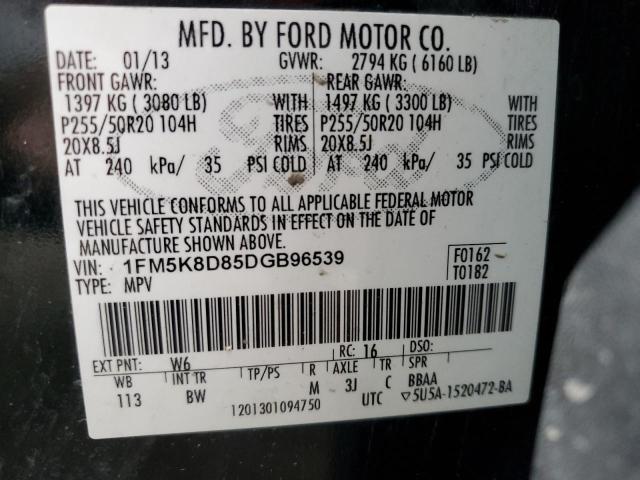 MFD. BY FORD MOTOR CO.
DATE: 01/13 GVWR: 2794 KG ( 6160 LB)
FRONT GAWR: REAR GAWR:
1397 KG ( 3080 LB) WITH 1497 KG ( 3300 LB) WITH
P255/50R20 104H TIRES P255/50R20 104H TIRES
20X8.5J RIMS 20X8.5J RIMS
AT 240 kPa/ 35 PSI COLD AT 240 kPa/ 35 PSI COLD
Ford
THIS VEHICLE CONFORMS TO ALL APPLICABLE FEDERAL MOTOR
VEHICLE SAFETY STANDARDS IN EFFECT ON THE DATE OF
MANUFACTURE SHOWN ABOVE.
VIN: 1FM5K8D85DGB96539 F0162
TYPE: MPV T0182
EXT PNT: W6 RC: 16 DSO:
WB INT TR TP/PS R AXLE TR SPR
113 BW M 3J C BBAA
1201301094750 UTC ▽5U5A-1520472-BA